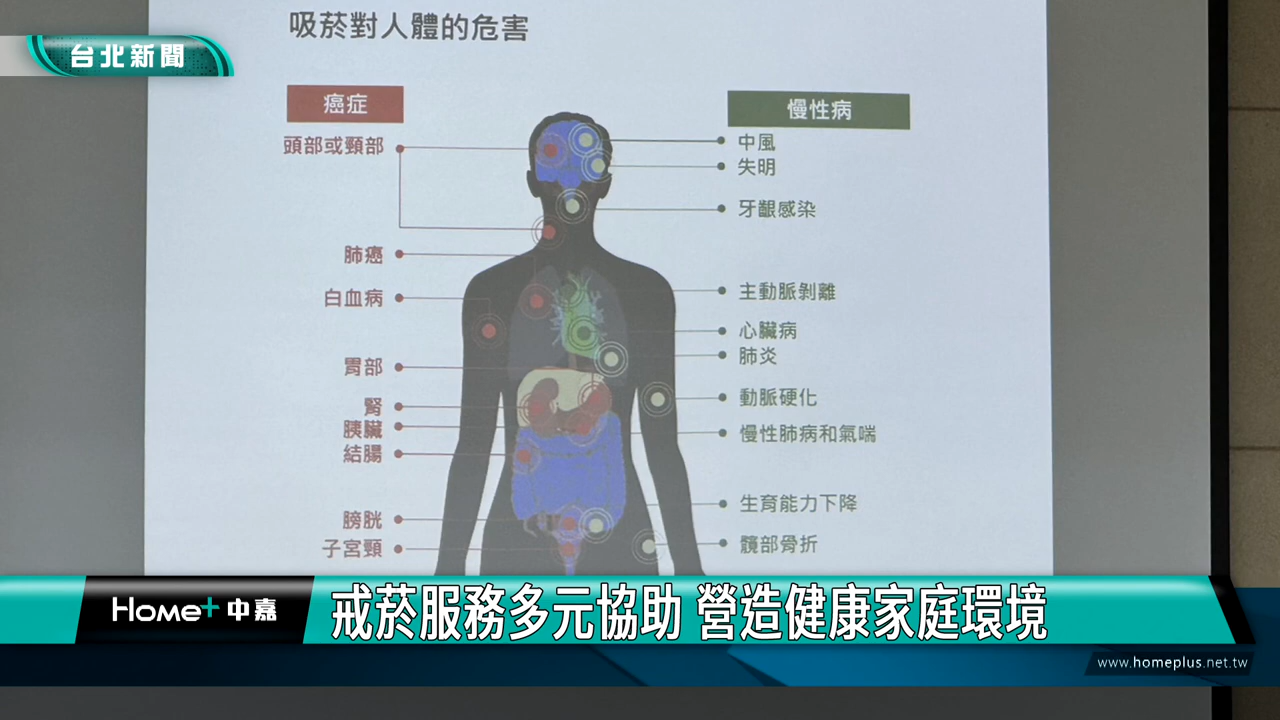 吸菸對人體的危害
台北新聞
癌症
頭部或頸部
肺癌
白血病
胃部
腎
胰臟
結腸
膀胱
子宮頸
慢性病
中風
失明
牙齦感染
主動脈剝離
心臟病
肺炎
動脈硬化
慢性肺病和氣喘
生育能力下降
髖部骨折
Home+中嘉
戒菸服務多元協助 營造健康家庭環境
www.homeplus.net.tw